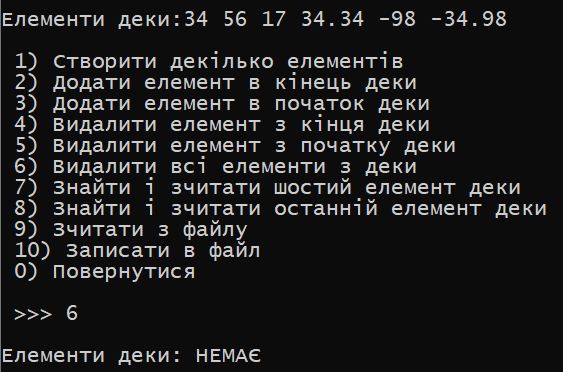 Елементи деки:34 56 17 34.34 -98 -34.98
1) Створити декілько елементів
2) Додати елемент в кінець деки
3) Додати елемент в початок деки
4) Видалити елемент з кінця деки
5) Видалити елемент з початку деки
6) Видалити всі елементи з деки
7) Знайти і зчитати шостий елемент деки
8) Знайти і зчитати останній елемент деки
9) Зчитати з файлу
10) Записати в файл
0) Повернутися
>>> 6
Елементи деки: НЕМАЄ